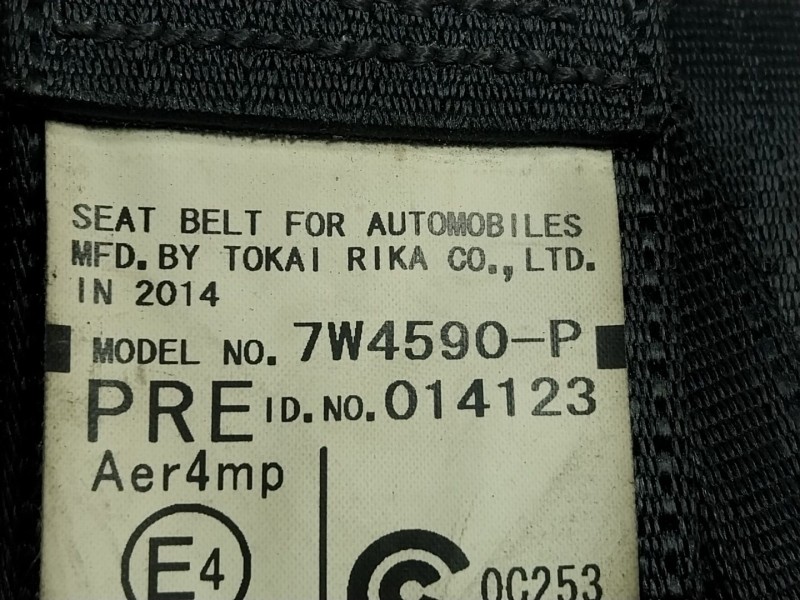 SEAT BELT FOR AUTOMOBILES
MFD. BY TOKAI RIKA CO., LTD.
IN 2014
MODEL NO. 7W4590-P
PRE ID. NO. 014123
Aer4mp
E4
0C253